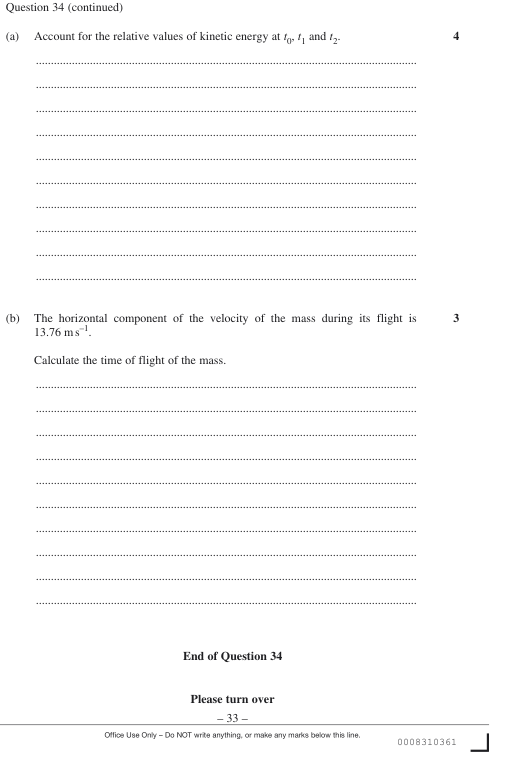 Question 34 (continued)
(a) Account for the relative values of kinetic energy at t₀, t₁ and t₂. 4
(b) The horizontal component of the velocity of the mass during its flight is 3
13.76 m s⁻¹.
Calculate the time of flight of the mass.
End of Question 34
Please turn over
– 33 –
Office Use Only – Do NOT write anything, or make any marks below this line.
0008310361